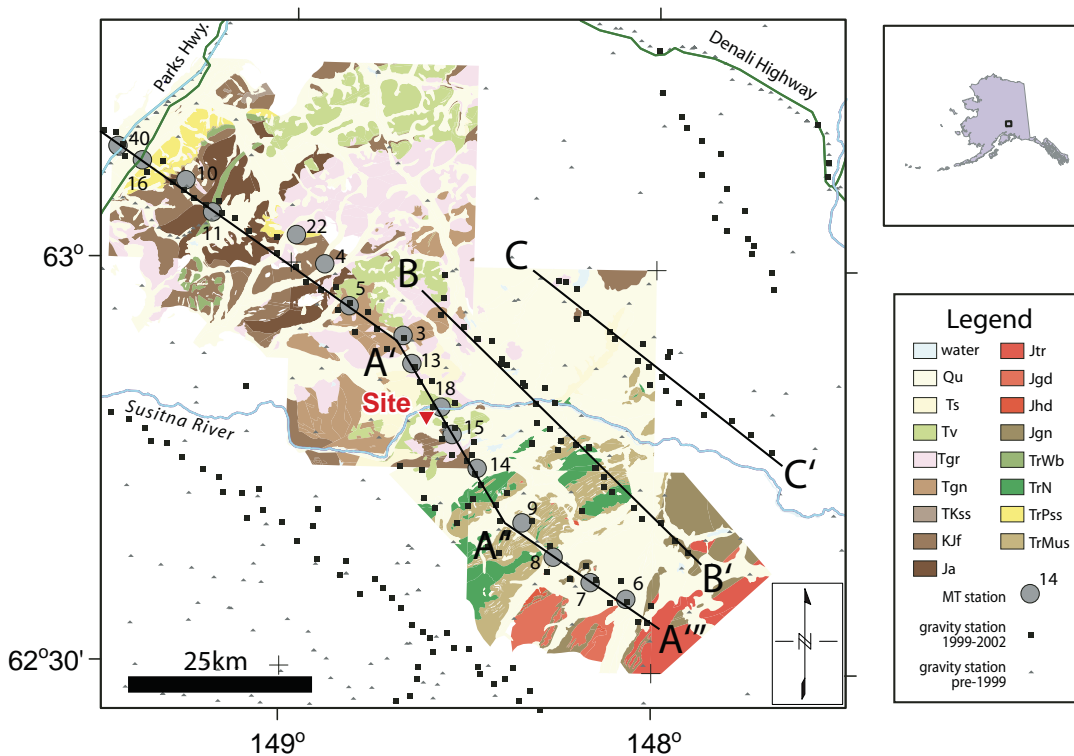 Parks Hwy.
Denali Highway
40
16
10
11
22
4
63°
5
B
C
3
A'
13
18
Site
Susitna River
15
14
C'
9
A"
8
B'
7
6
A'"
62°30'
25km
N
149°
148°
Legend
water
Qu
Ts
Tv
Tgr
Tgn
TKss
KJf
Ja
Jtr
Jgd
Jhd
Jgn
TrWb
TrN
TrPss
TrMus
14
MT station
gravity station
1999-2002
gravity station
pre-1999